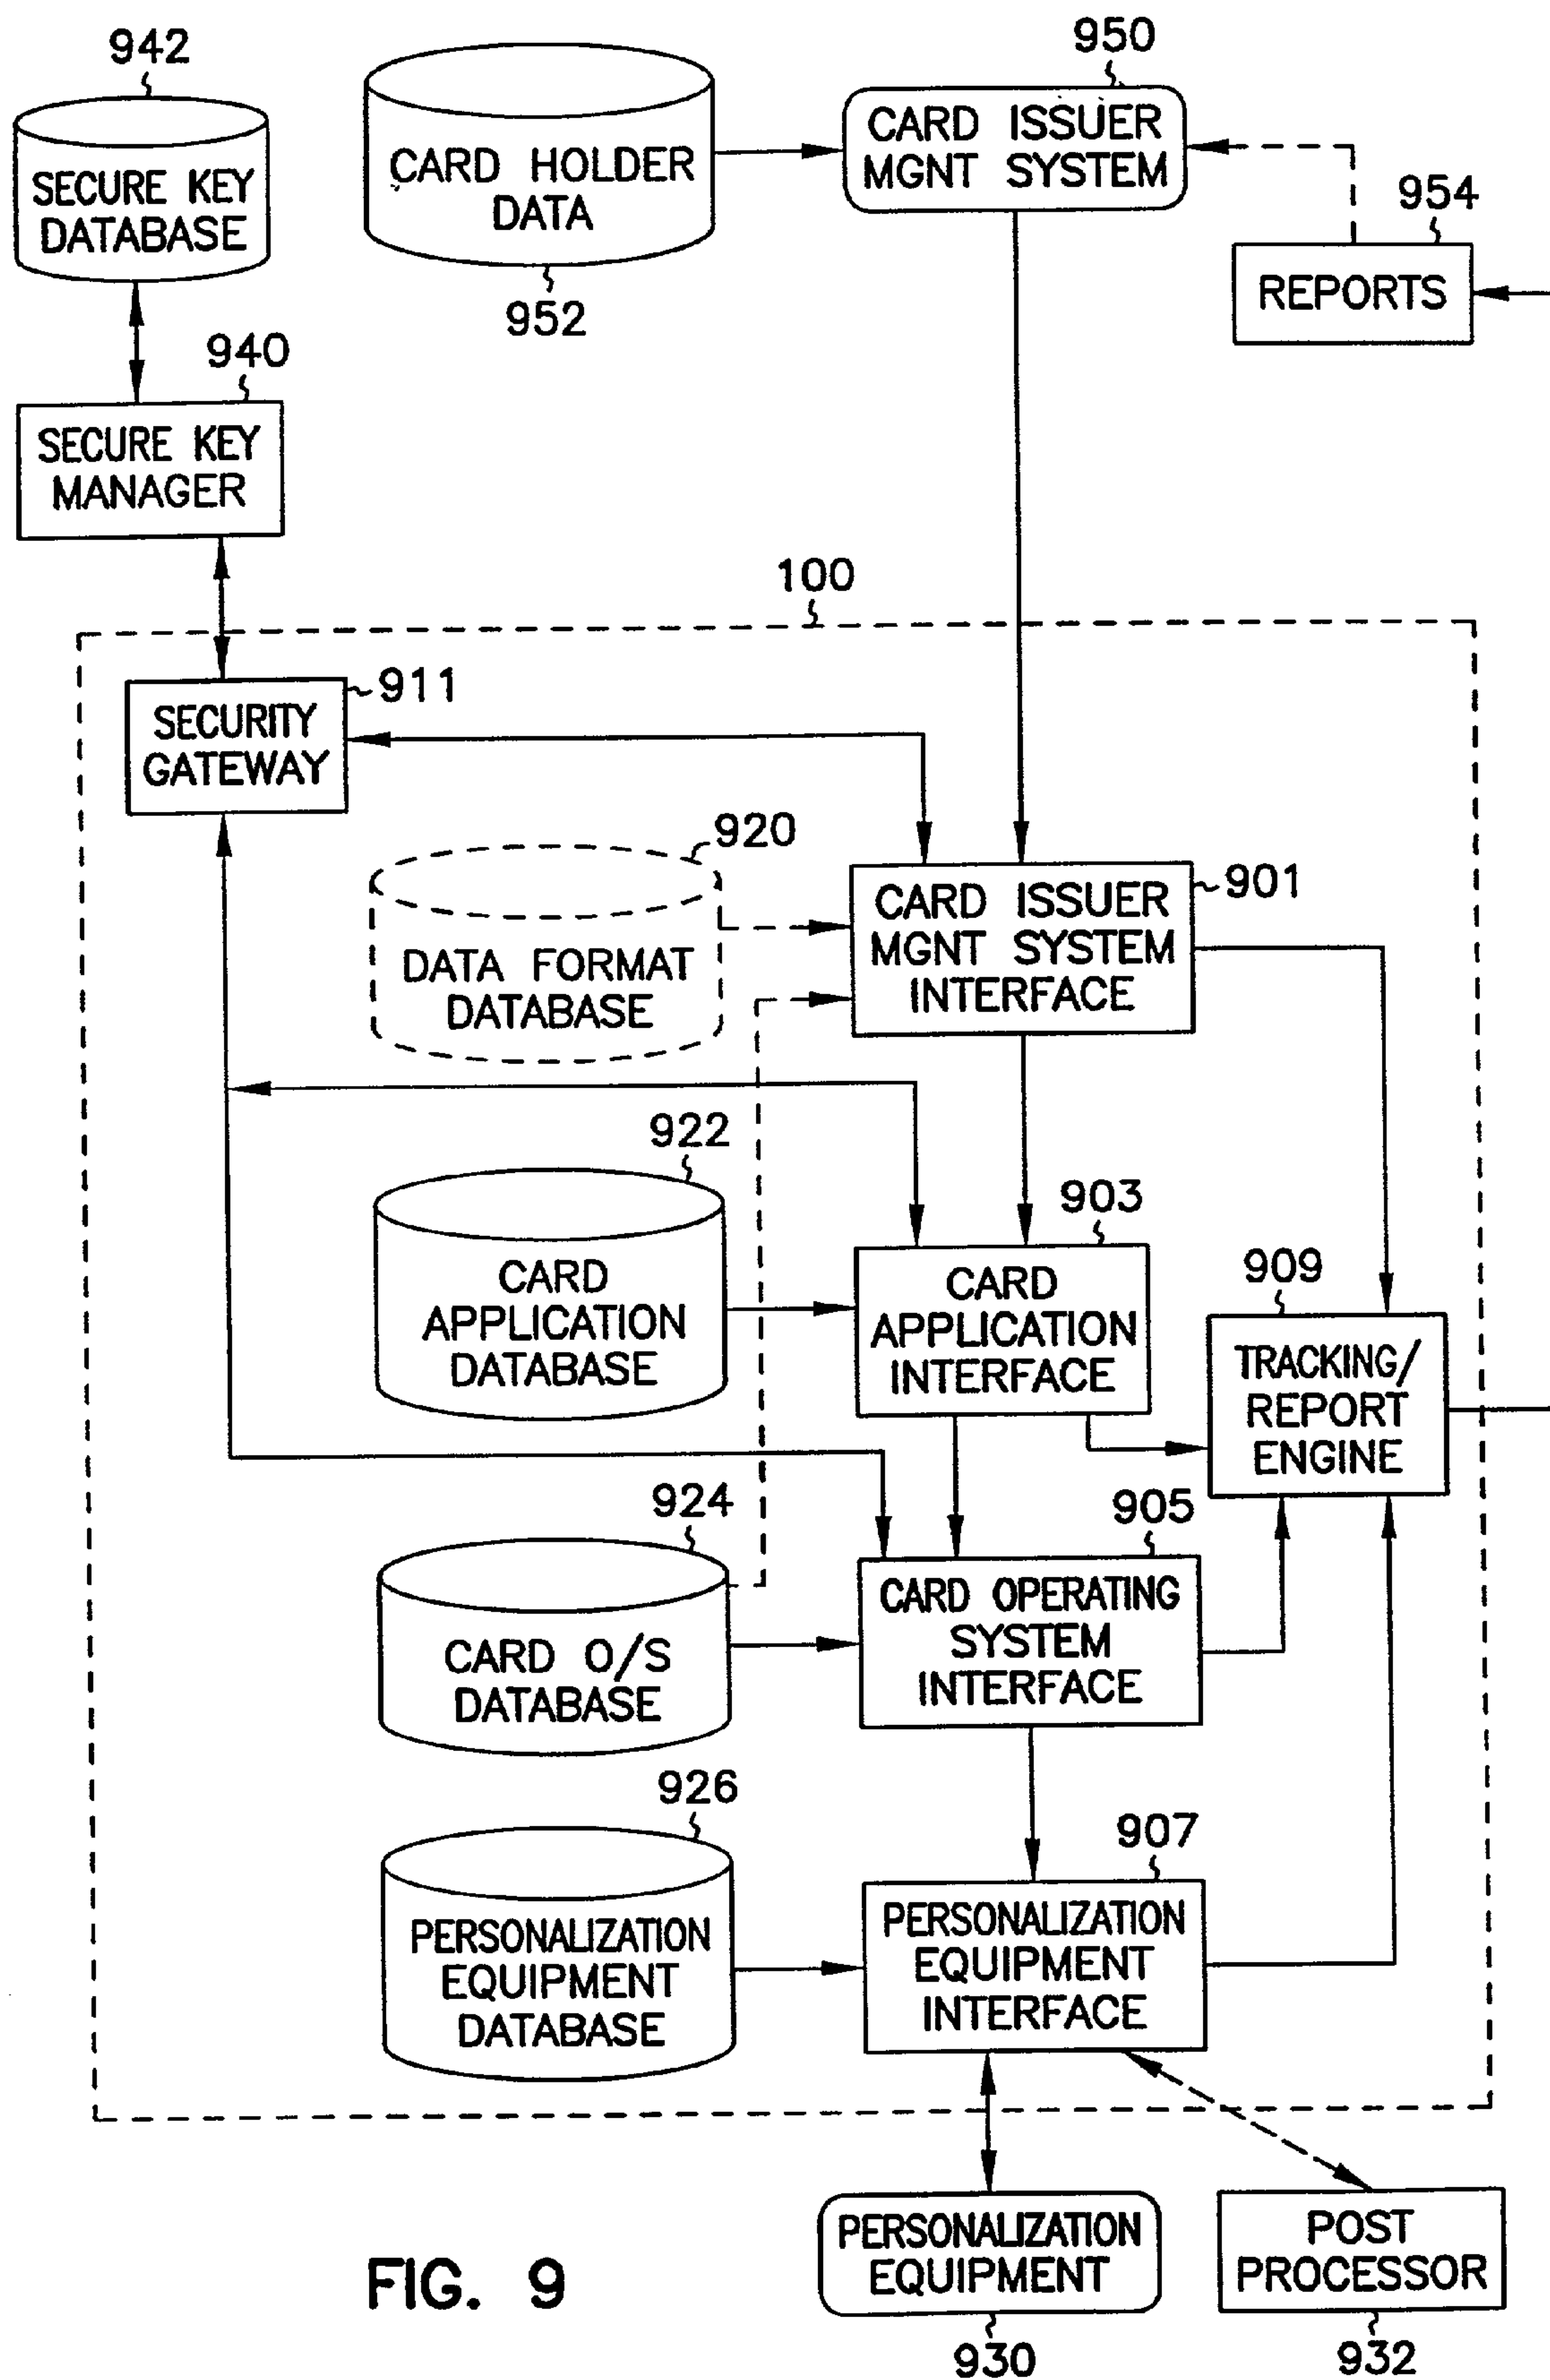 942
950
CARD ISSUER
MGNT SYSTEM
CARD HOLDER
DATA
952
SECURE KEY
DATABASE
954
REPORTS
940
SECURE KEY
MANAGER
100
911
SECURITY
GATEWAY
920
DATA FORMAT
DATABASE
901
CARD ISSUER
MGNT SYSTEM
INTERFACE
922
CARD
APPLICATION
DATABASE
903
CARD
APPLICATION
INTERFACE
909
TRACKING/
REPORT
ENGINE
924
CARD O/S
DATABASE
905
CARD OPERATING
SYSTEM
INTERFACE
926
PERSONALIZATION
EQUIPMENT
DATABASE
907
PERSONALIZATION
EQUIPMENT
INTERFACE
PERSONALIZATION
EQUIPMENT
930
POST
PROCESSOR
932
FIG. 9